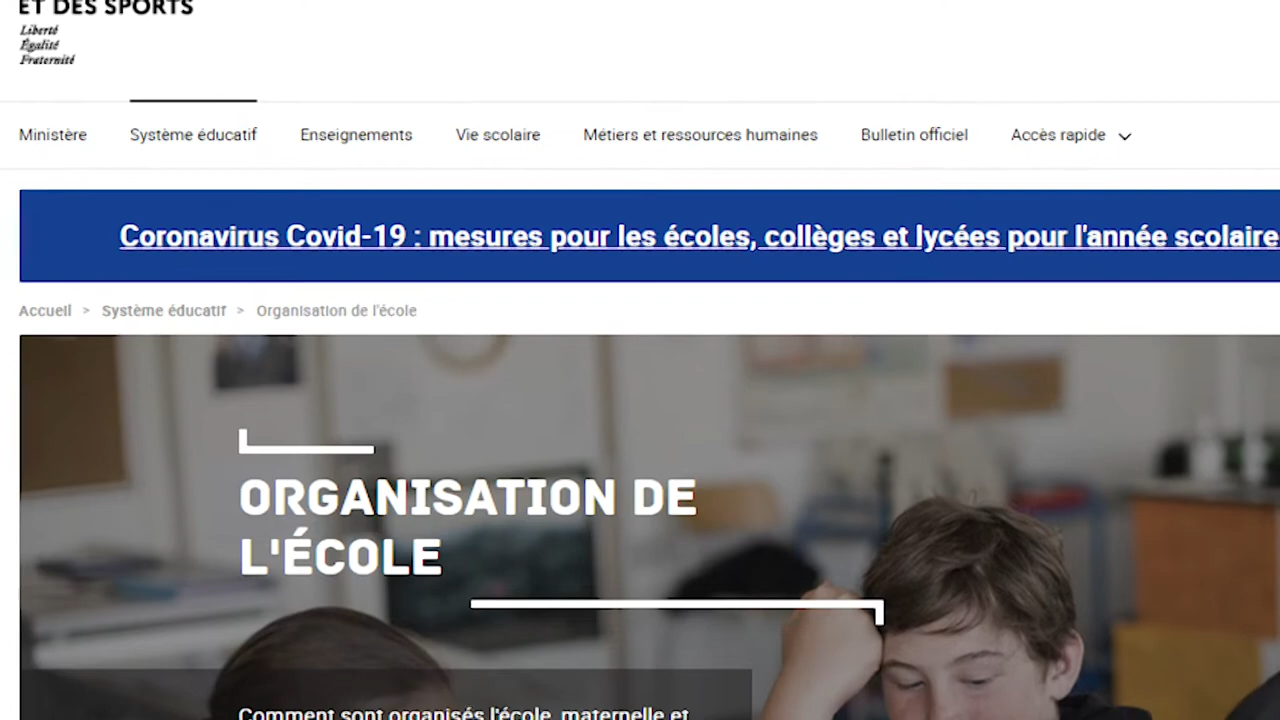 ET DES SPORTS
Liberté
Égalité
Fraternité
Ministère Système éducatif Enseignements Vie scolaire Métiers et ressources humaines Bulletin officiel Accès rapide
Coronavirus Covid-19 : mesures pour les écoles, collèges et lycées pour l'année scolaire
Accueil > Système éducatif > Organisation de l'école
ORGANISATION DE
L'ÉCOLE
Comment sont organisés l'école maternelle et